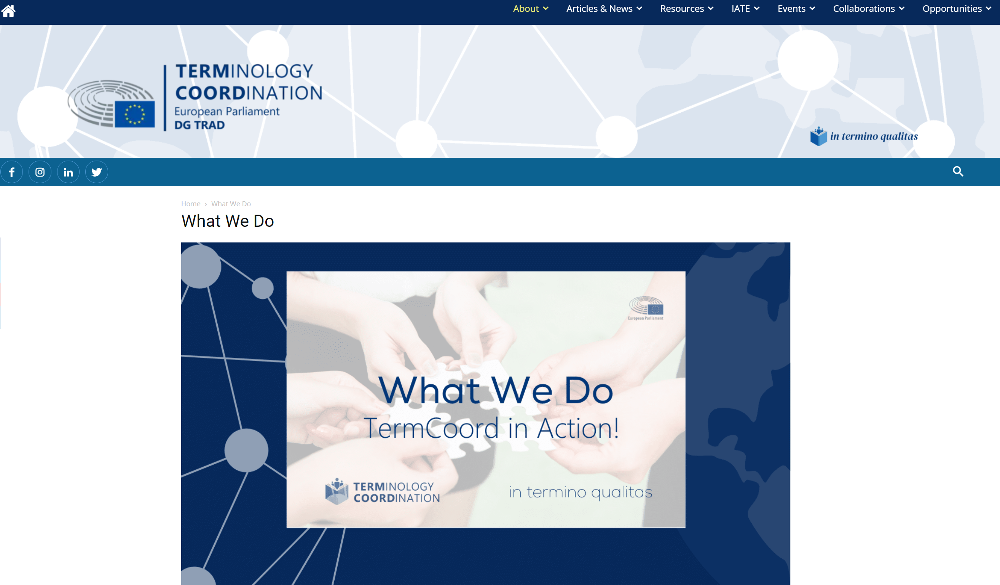 About
Articles & News
Resources
IATE
Events
Collaborations
Opportunities
TERMINOLOGY
COORDINATION
European Parliament
DG TRAD
in termino qualitas
Home › What We Do
What We Do
European Parliament
What We Do
TermCoord in Action!
TERMINOLOGY
COORDINATION
in termino qualitas